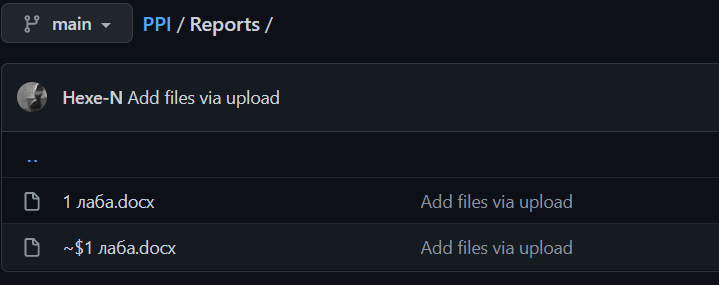 main PPI / Reports /
Hexe-N Add files via upload
..
1 лаба.docx Add files via upload
~$1 лаба.docx Add files via upload